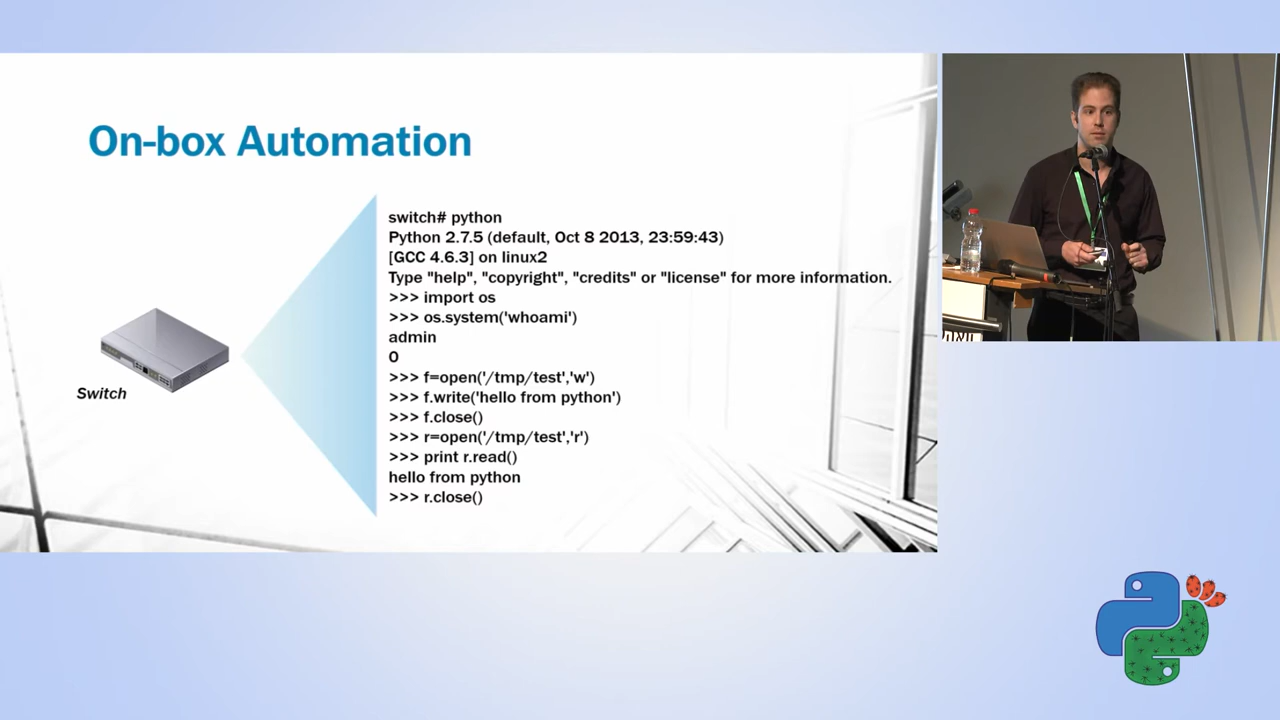 On-box Automation
switch# python
Python 2.7.5 (default, Oct 8 2013, 23:59:43)
[GCC 4.6.3] on linux2
Type "help", "copyright", "credits" or "license" for more information.
>>> import os
>>> os.system('whoami')
admin
0
>>> f=open('/tmp/test','w')
>>> f.write('hello from python')
>>> f.close()
>>> r=open('/tmp/test','r')
>>> print r.read()
hello from python
>>> r.close()
Switch